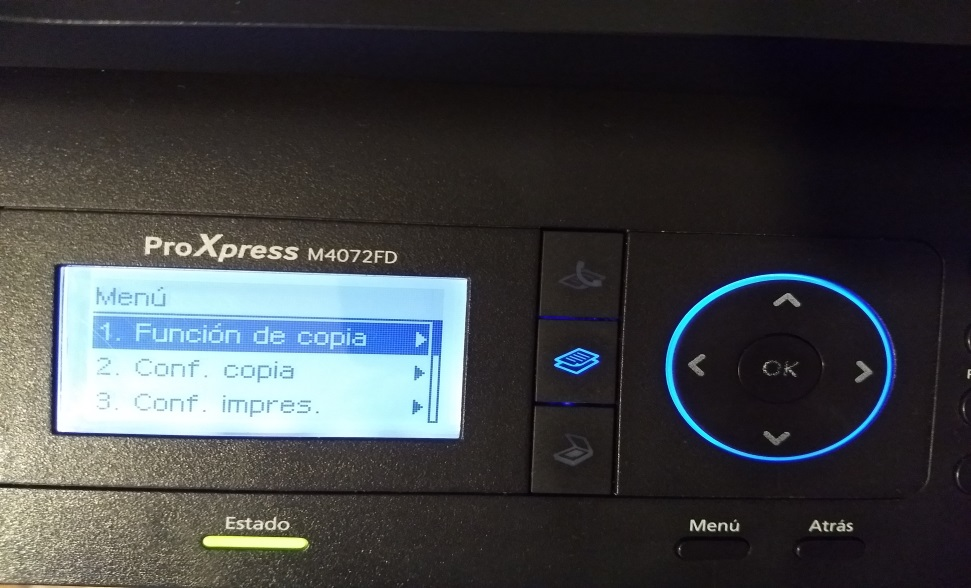 ProXpress M4072FD
Menú
1. Función de copia
2. Conf. copia
3. Conf. impres.
OK
Estado
Menú
Atrás